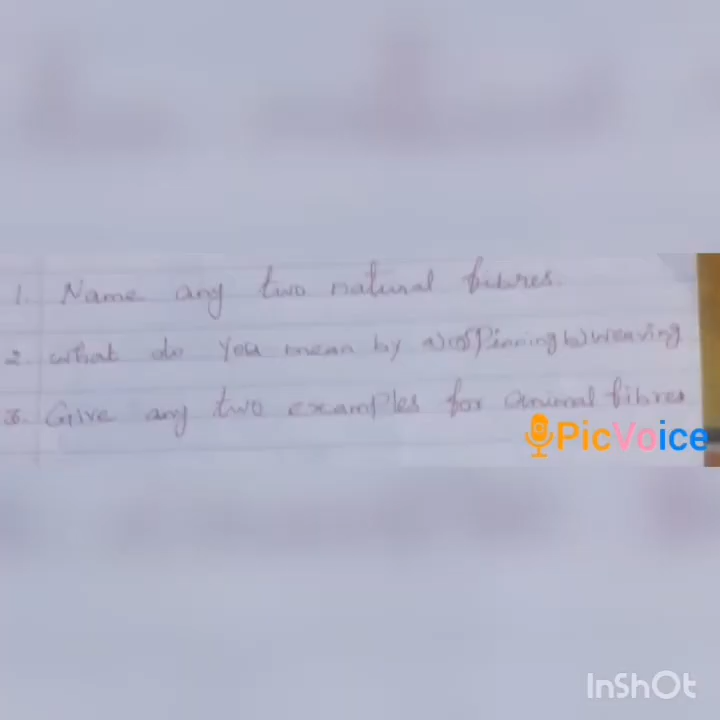 1. Name any two natural fibres.
2. what do you mean by a) spinning b) weaving
3. Give any two examples for animal fibres
PicVoice
InShOt